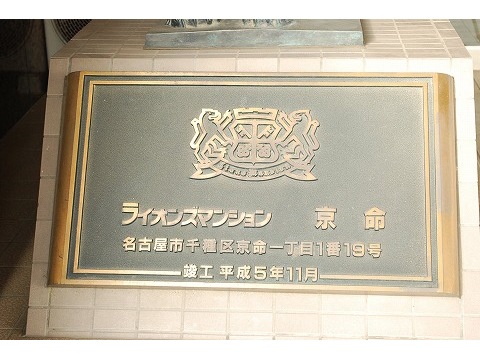 Lions Mansion
ライオンズマンション 京命
名古屋市千種区京命一丁目1番19号
竣工 平成5年11月